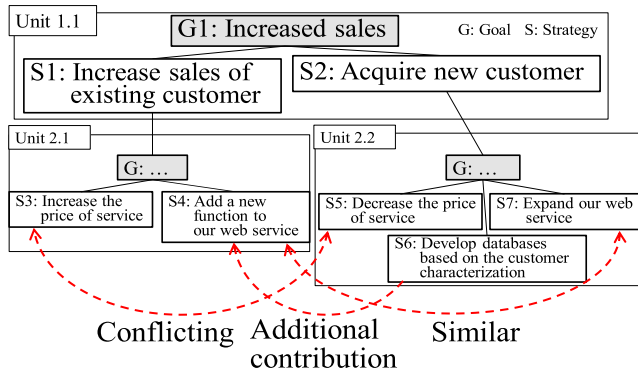 Unit 1.1
G1: Increased sales
G: Goal S: Strategy
S1: Increase sales of
existing customer
S2: Acquire new customer
Unit 2.1
G: ...
S3: Increase the
price of service
S4: Add a new
function to
our web service
Unit 2.2
G: ...
S5: Decrease the price
of service
S7: Expand our web
service
S6: Develop databases
based on the customer
characterization
Conflicting
Additional
contribution
Similar